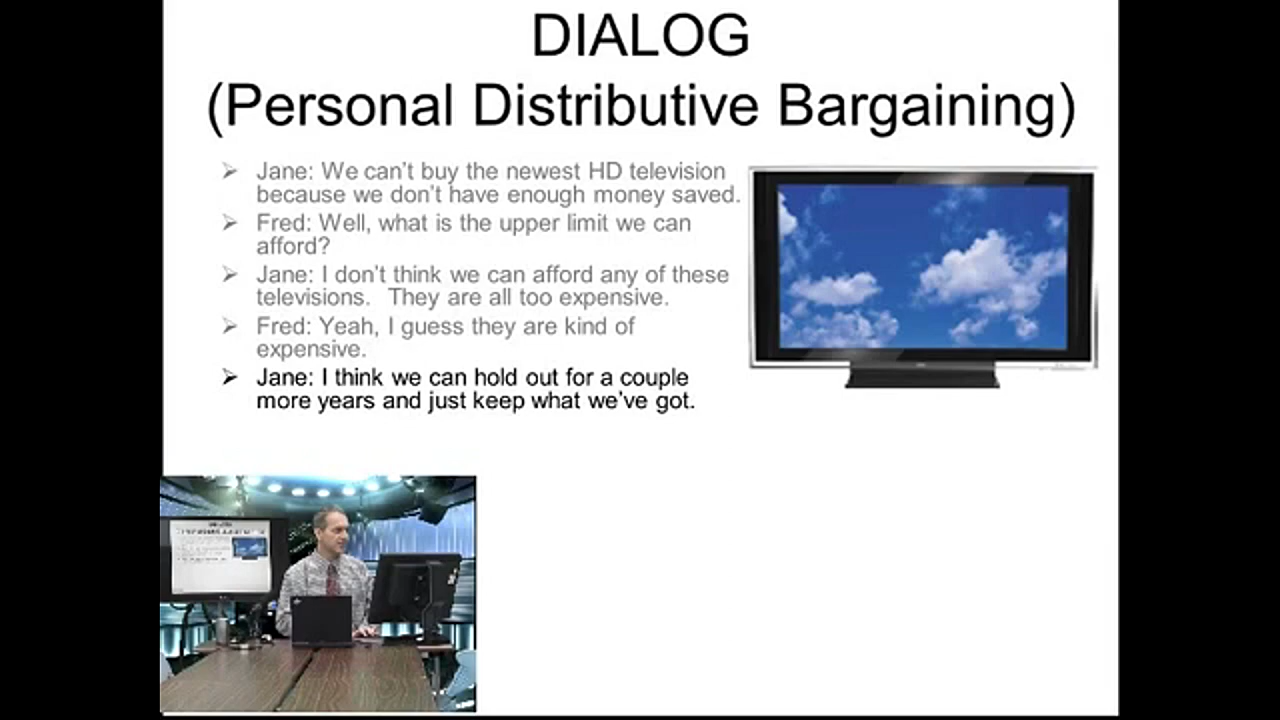 DIALOG
(Personal Distributive Bargaining)
Jane: We can't buy the newest HD television
because we don't have enough money saved.
Fred: Well, what is the upper limit we can
afford?
Jane: I don't think we can afford any of these
televisions.   They are all too expensive.
Fred: Yeah, I guess they are kind of
expensive.
Jane: I think we can hold out for a couple
more years and just keep what we've got.